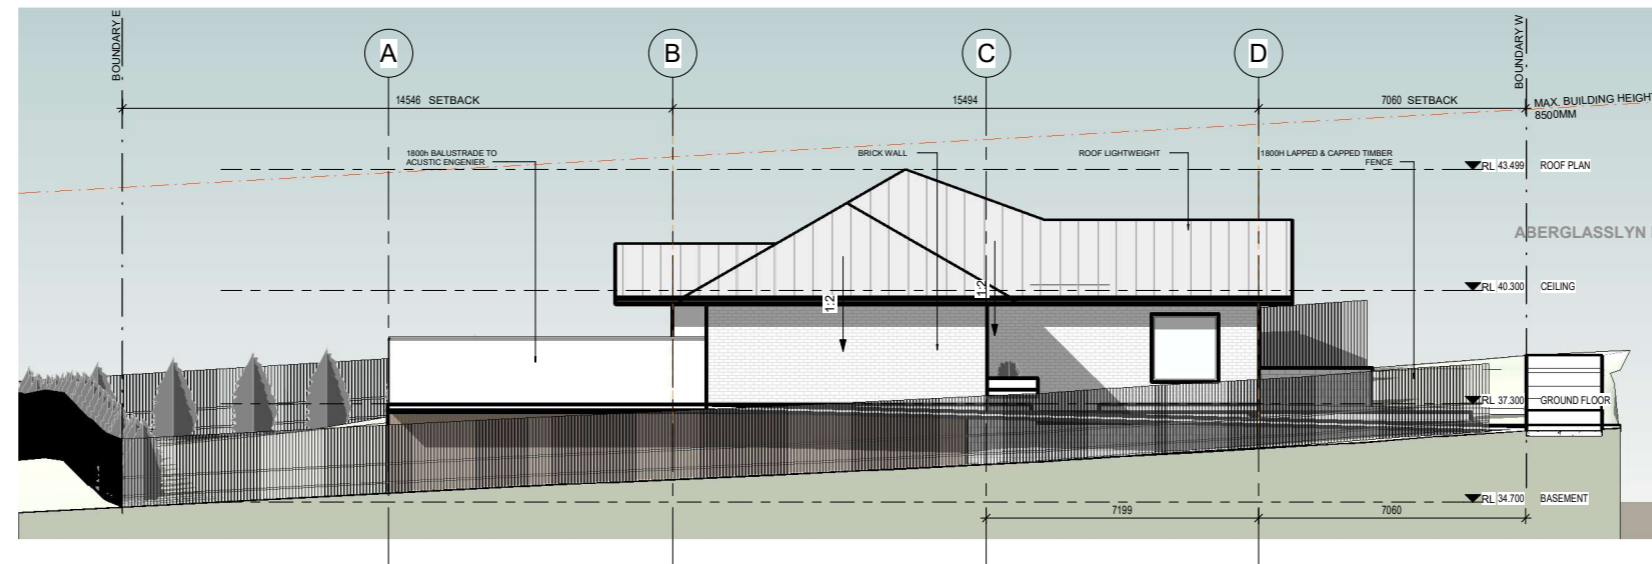 BOUNDARY E
A
B
C
D
BOUNDARY W
14546 SETBACK
15494
7060 SETBACK
MAX. BUILDING HEIGHT
8500MM
1800h BALUSTRADE TO
ACUSTIC ENGENIER
BRICK WALL
ROOF LIGHTWEIGHT
1800H LAPPED & CAPPED TIMBER
FENCE
RL 43.499 ROOF PLAN
ABERGLASSLYN
RL 40.300 CEILING
1:2
1:2
RL 37.300 GROUND FLOOR
RL 34.700 BASEMENT
7199
7060